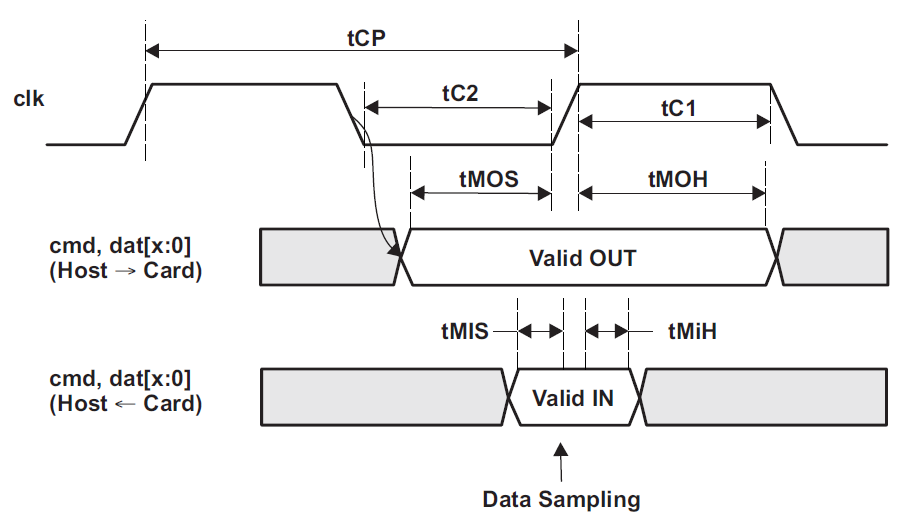 tCP
clk
tC2
tC1
tMOS
tMOH
cmd, dat[x:0]
(Host → Card)
Valid OUT
tMIS
tMiH
cmd, dat[x:0]
(Host ← Card)
Valid IN
Data Sampling